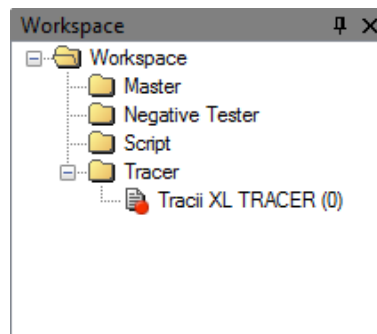 Workspace
Workspace
Master
Negative Tester
Script
Tracer
Tracii XL TRACER (0)